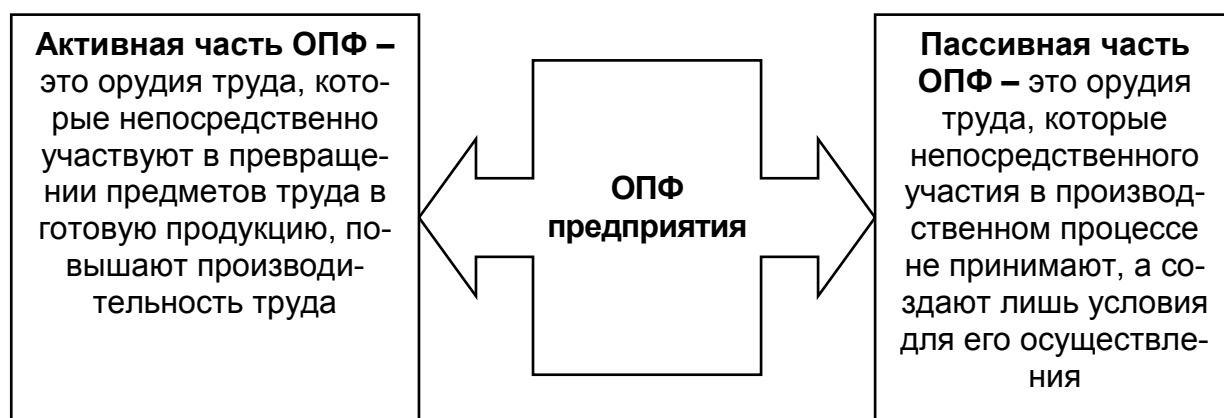 Активная часть ОПФ –
это орудия труда, кото-
рые непосредственно
участвуют в превраще-
нии предметов труда в
готовую продукцию, по-
вышают производи-
тельность труда
ОПФ
предприятия
Пассивная часть
ОПФ – это орудия
труда, которые
непосредственного
участия в производ-
ственном процессе
не принимают, а со-
здают лишь условия
для его осуществле-
ния